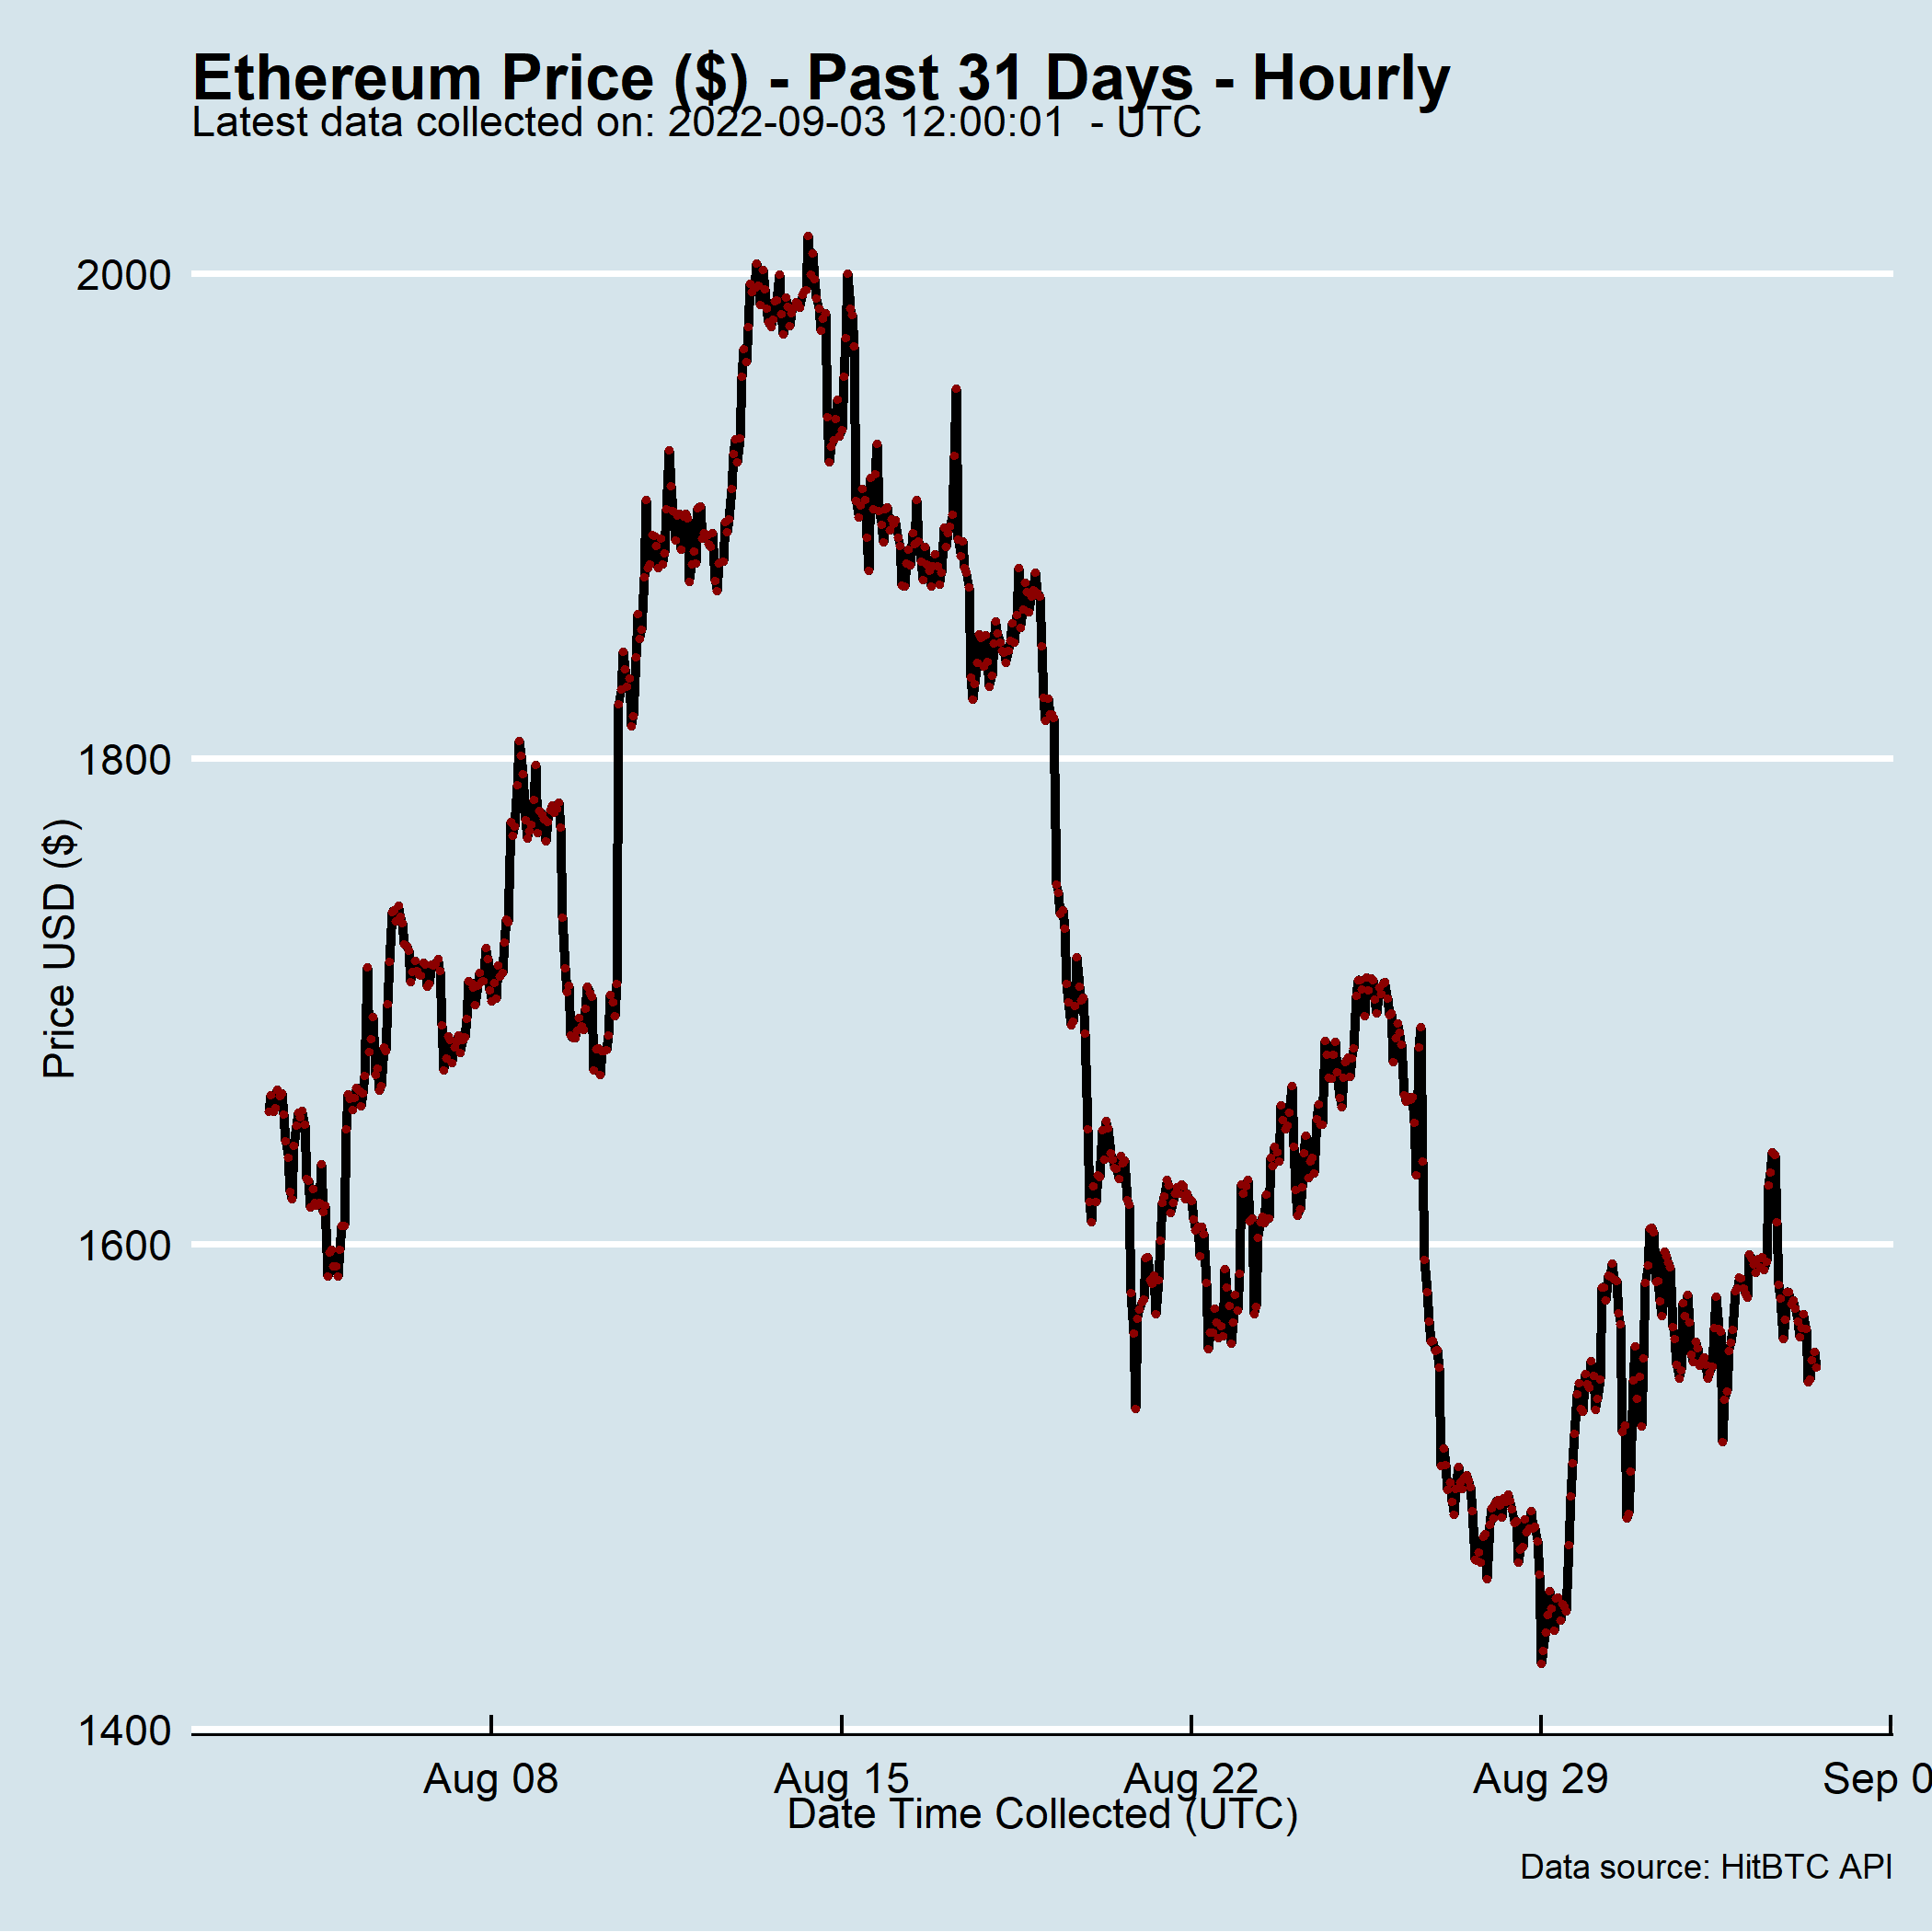 Ethereum Price ($) - Past 31 Days - Hourly
Latest data collected on: 2022-09-03 12:00:01  - UTC
2000
1800
1600
1400
Price USD ($)
Aug 08 Aug 15 Aug 22 Aug 29 Sep 0
Date Time Collected (UTC)
Data source: HitBTC API